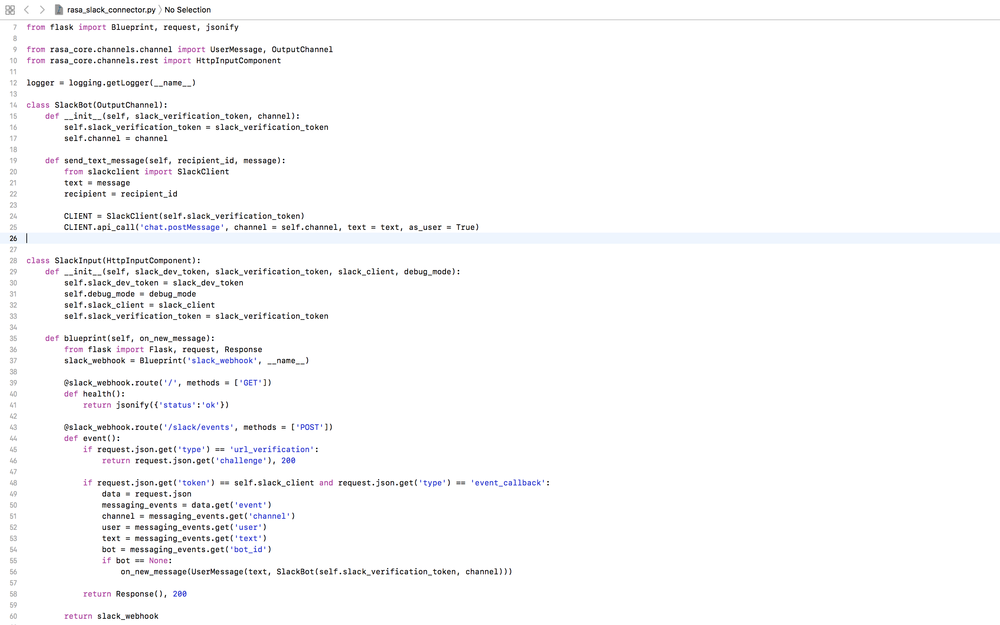 rasa_slack_connector.py 〉No Selection
7 from flask import Blueprint, request, jsonify
8
9 from rasa_core.channels.channel import UserMessage, OutputChannel
10 from rasa_core.channels.rest import HttpInputComponent
11
12 logger = logging.getLogger(__name__)
13
14 class SlackBot(OutputChannel):
15     def __init__(self, slack_verification_token, channel):
16         self.slack_verification_token = slack_verification_token
17         self.channel = channel
18
19     def send_text_message(self, recipient_id, message):
20         from slackclient import SlackClient
21         text = message
22         recipient = recipient_id
23
24         CLIENT = SlackClient(self.slack_verification_token)
25         CLIENT.api_call('chat.postMessage', channel = self.channel, text = text, as_user = True)
26
27
28 class SlackInput(HttpInputComponent):
29     def __init__(self, slack_dev_token, slack_verification_token, slack_client, debug_mode):
30         self.slack_dev_token = slack_dev_token
31         self.debug_mode = debug_mode
32         self.slack_client = slack_client
33         self.slack_verification_token = slack_verification_token
34
35     def blueprint(self, on_new_message):
36         from flask import Flask, request, Response
37         slack_webhook = Blueprint('slack_webhook', __name__)
38
39         @slack_webhook.route('/', methods = ['GET'])
40         def health():
41             return jsonify({'status':'ok'})
42
43         @slack_webhook.route('/slack/events', methods = ['POST'])
44         def event():
45             if request.json.get('type') == 'url_verification':
46                 return request.json.get('challenge'), 200
47
48             if request.json.get('token') == self.slack_client and request.json.get('type') == 'event_callback':
49                 data = request.json
50                 messaging_events = data.get('event')
51                 channel = messaging_events.get('channel')
52                 user = messaging_events.get('user')
53                 text = messaging_events.get('text')
54                 bot = messaging_events.get('bot_id')
55                 if bot == None:
56                     on_new_message(UserMessage(text, SlackBot(self.slack_verification_token, channel)))
57
58             return Response(), 200
59
60         return slack_webhook